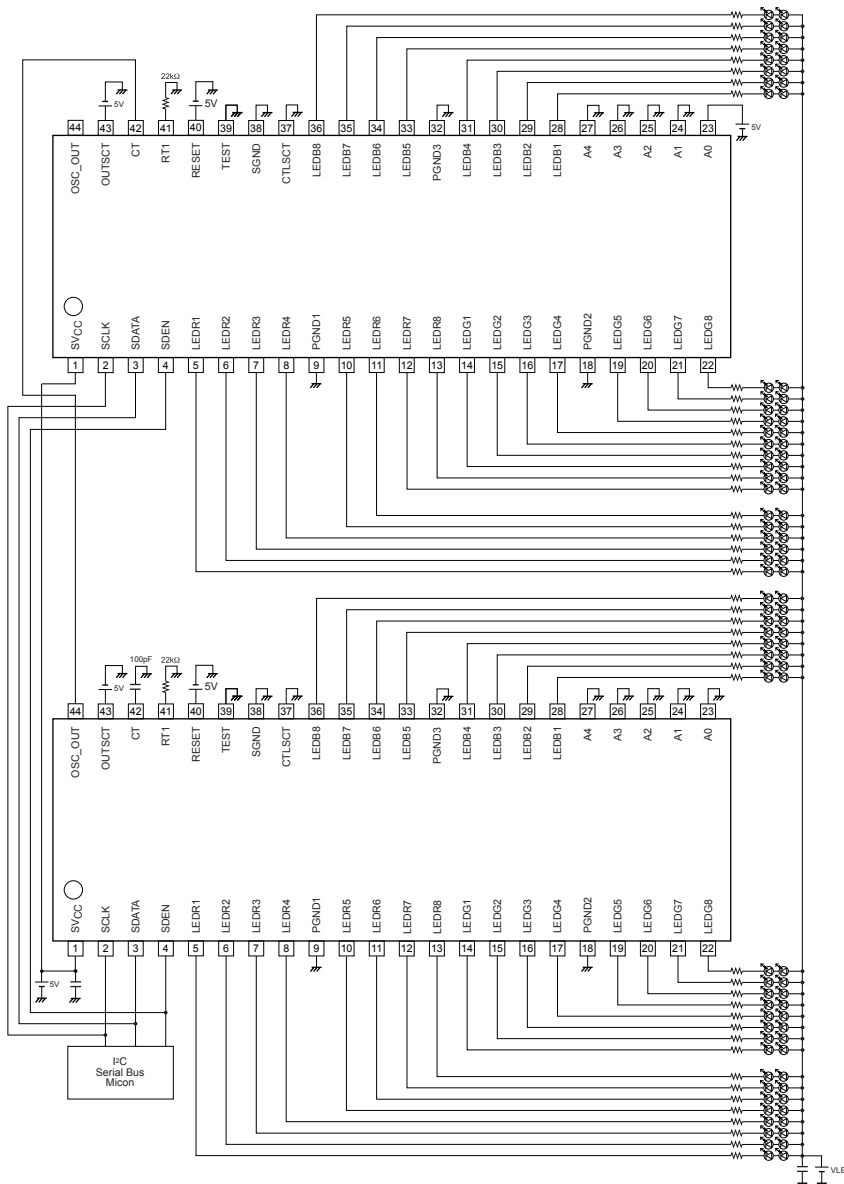 22kΩ
5V
5V
44 43 42 41 40 39 38 37 36 35 34 33 32 31 30 29 28 27 26 25 24 23
5V
OSC_OUT OUTSCT CT RT1 RESET TEST SGND CTLSCT LEDB8 LEDB7 LEDB6 LEDB5 PGND3 LEDB4 LEDB3 LEDB2 LEDB1 A4 A3 A2 A1 A0
SVCC SCLK SDATA SDEN LEDR1 LEDR2 LEDR3 LEDR4 PGND1 LEDR5 LEDR6 LEDR7 LEDR8 LEDG1 LEDG2 LEDG3 LEDG4 PGND2 LEDG5 LEDG6 LEDG7 LEDG8
1 2 3 4 5 6 7 8 9 10 11 12 13 14 15 16 17 18 19 20 21 22
100pF 22kΩ
5V
5V
44 43 42 41 40 39 38 37 36 35 34 33 32 31 30 29 28 27 26 25 24 23
OSC_OUT OUTSCT CT RT1 RESET TEST SGND CTLSCT LEDB8 LEDB7 LEDB6 LEDB5 PGND3 LEDB4 LEDB3 LEDB2 LEDB1 A4 A3 A2 A1 A0
SVCC SCLK SDATA SDEN LEDR1 LEDR2 LEDR3 LEDR4 PGND1 LEDR5 LEDR6 LEDR7 LEDR8 LEDG1 LEDG2 LEDG3 LEDG4 PGND2 LEDG5 LEDG6 LEDG7 LEDG8
1 2 3 4 5 6 7 8 9 10 11 12 13 14 15 16 17 18 19 20 21 22
5V
I²C
Serial Bus
Micon